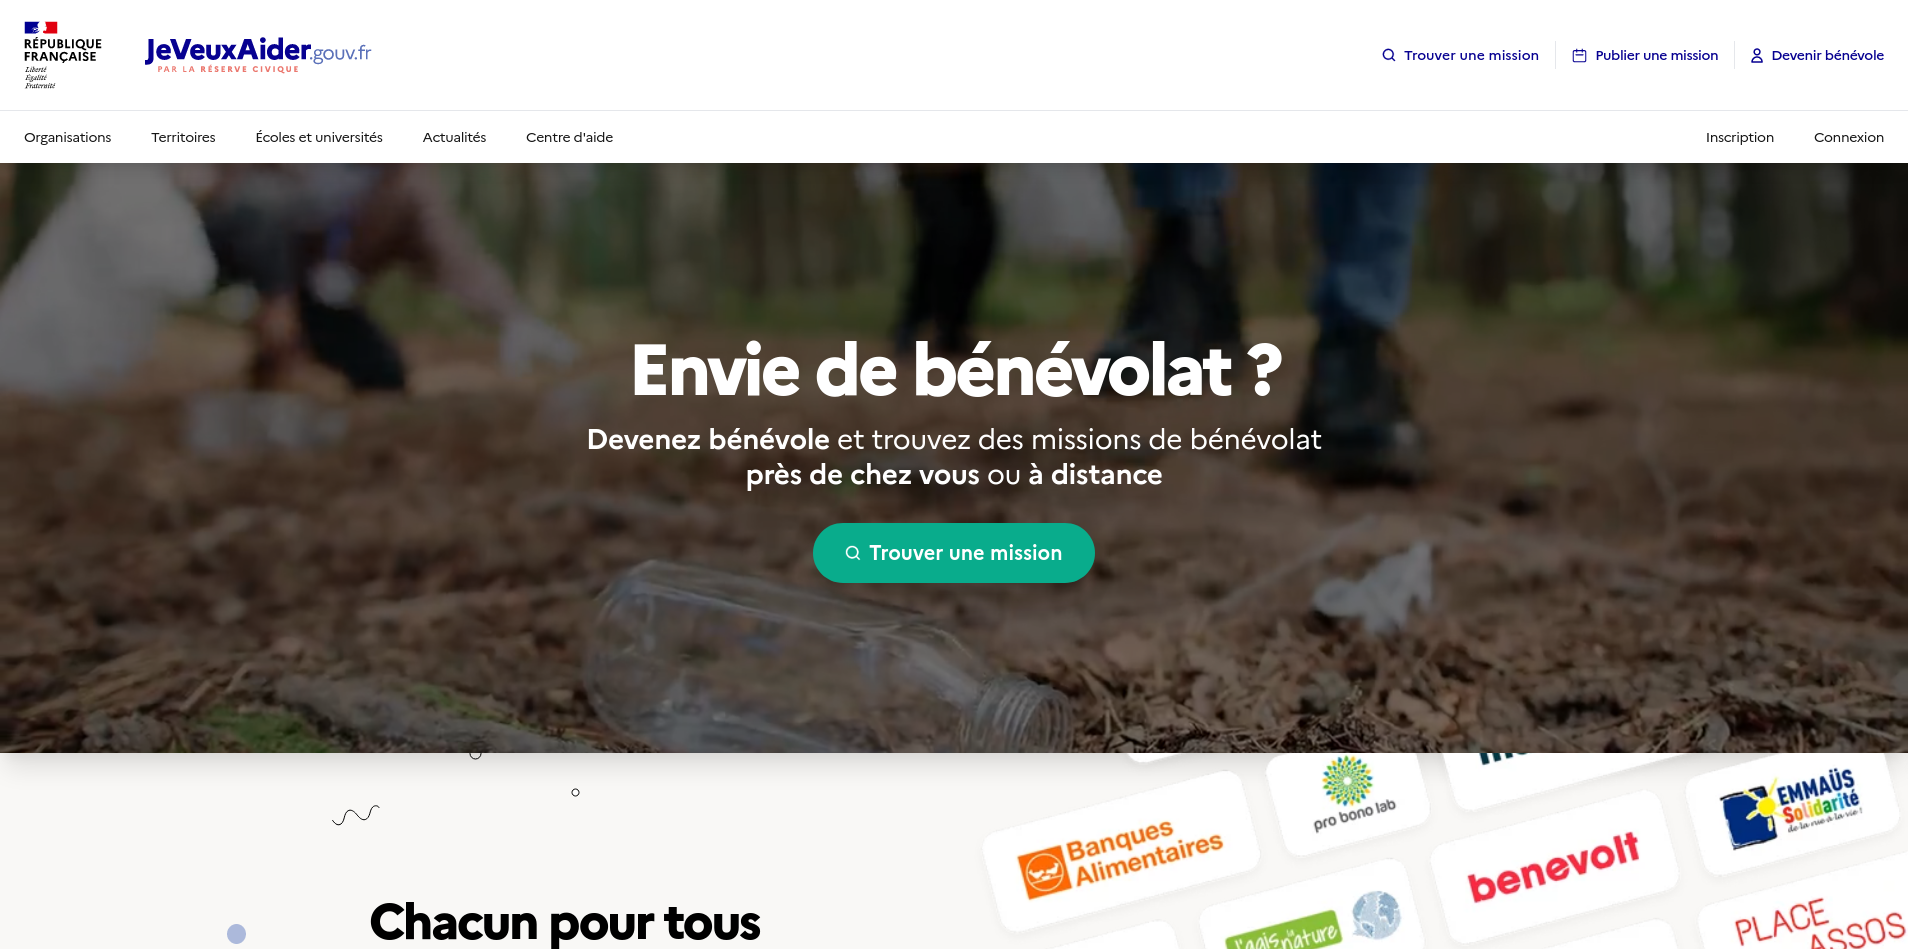 RÉPUBLIQUE
FRANÇAISE
Liberté
Égalité
Fraternité
JeVeuxAider.gouv.fr
PAR LA RÉSERVE CIVIQUE
Trouver une mission
Publier une mission
Devenir bénévole
Organisations
Territoires
Écoles et universités
Actualités
Centre d'aide
Inscription
Connexion
Envie de bénévolat ?
Devenez bénévole et trouvez des missions de bénévolat
près de chez vous ou à distance
Trouver une mission
Chacun pour tous
Banques
Alimentaires
pro bono lab
benevolt
EMMAÜS
Solidarité
de la rue à la vie !
j'agis
nature
PLACE
ASSOS